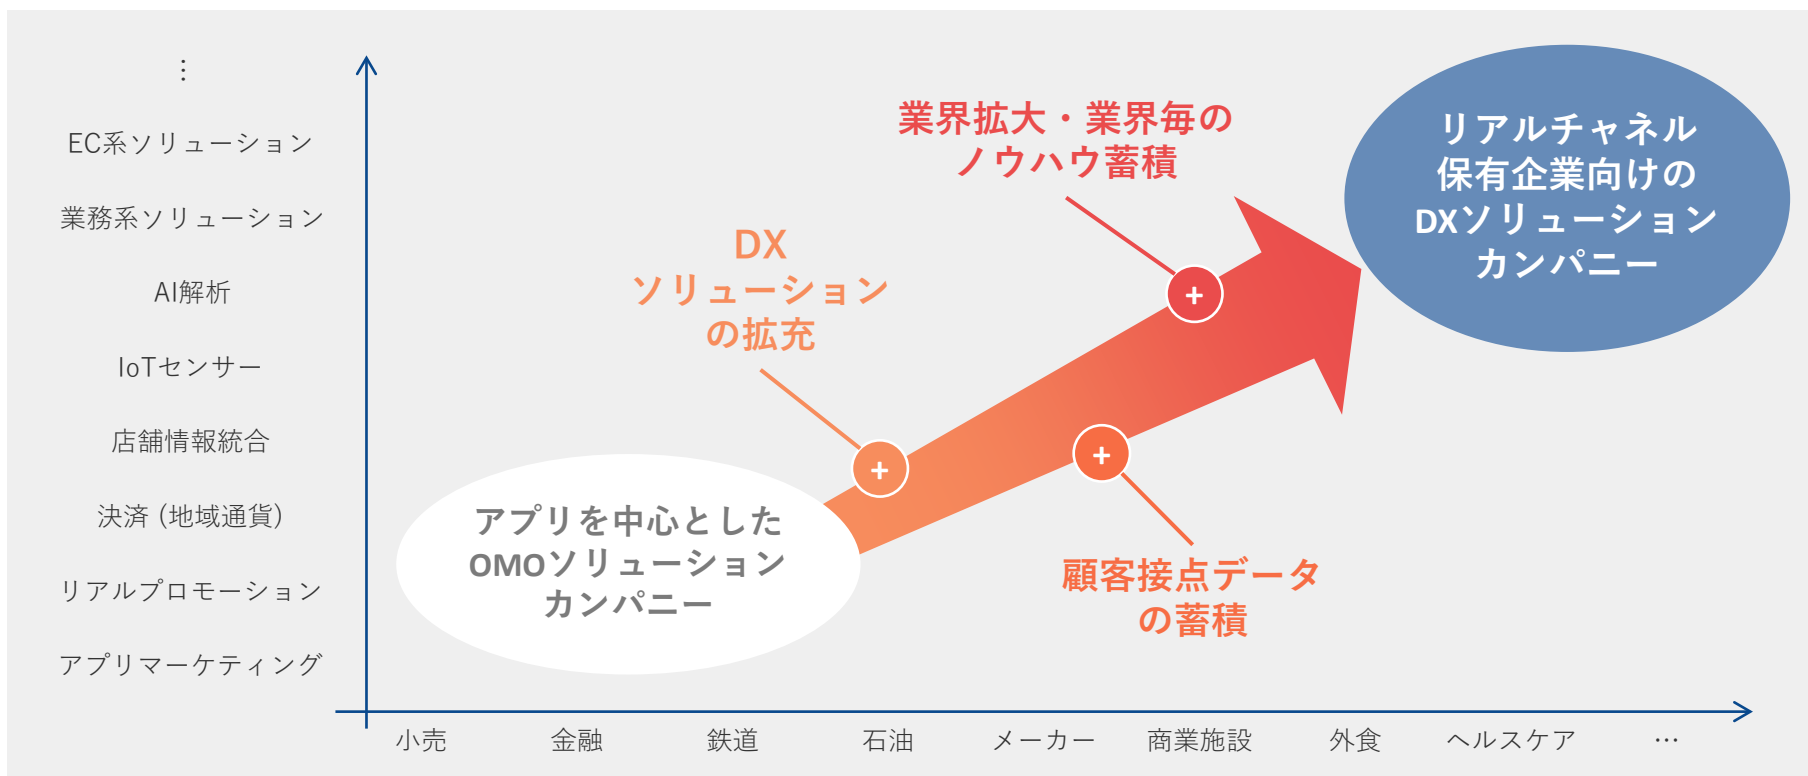 ⋮
EC系ソリューション
業務系ソリューション
AI解析
IoTセンサー
店舗情報統合
決済 (地域通貨)
リアルプロモーション
アプリマーケティング
業界拡大・業界毎の
ノウハウ蓄積
リアルチャネル
保有企業向けの
DXソリューション
カンパニー
DX
ソリューション
の拡充
+
+
+
アプリを中心とした
OMOソリューション
カンパニー
顧客接点データ
の蓄積
小売 金融 鉄道 石油 メーカー 商業施設 外食 ヘルスケア …